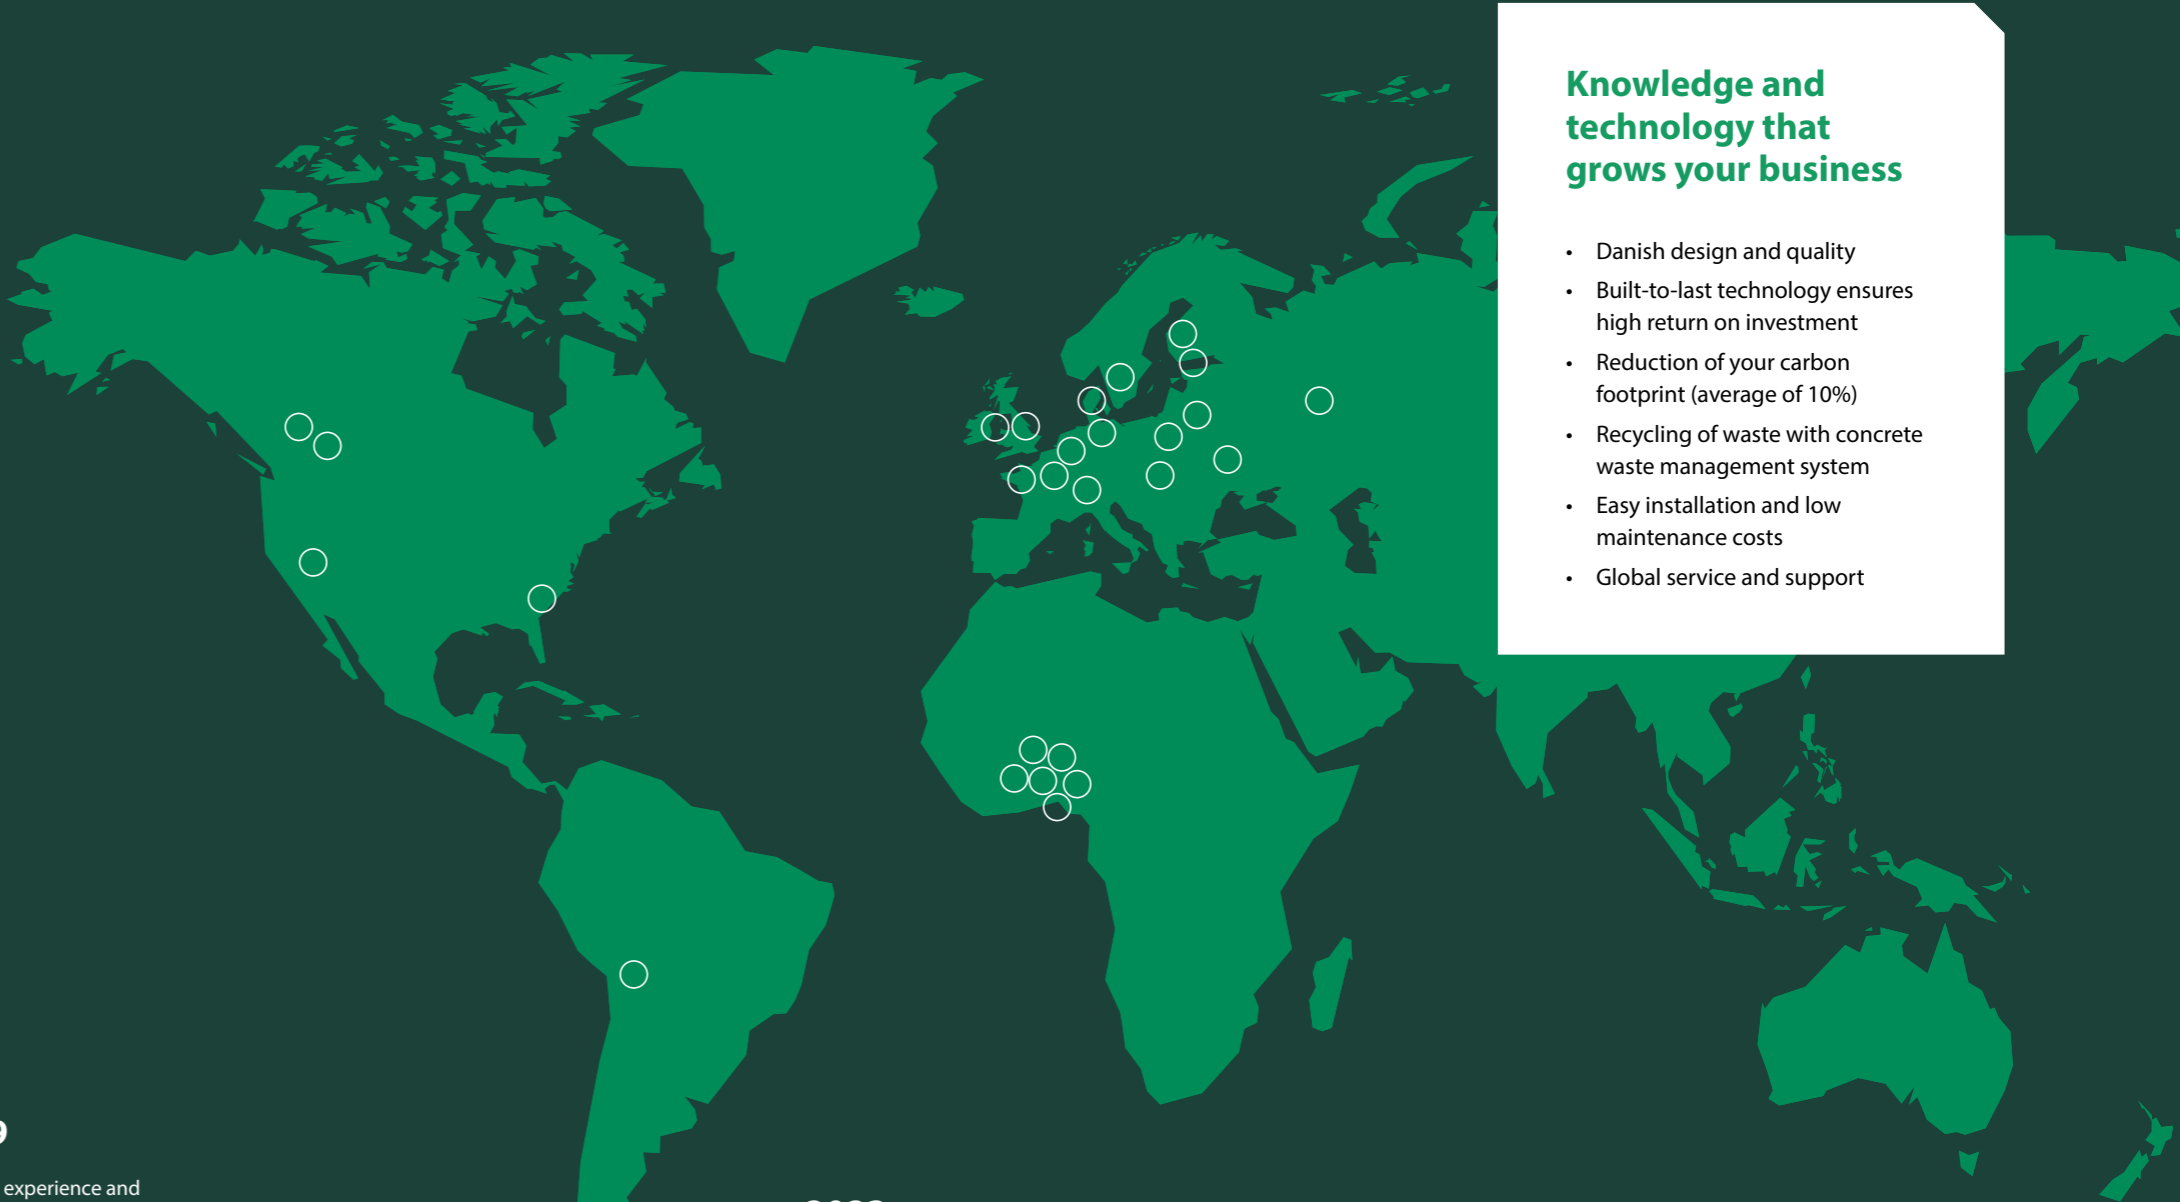 Knowledge and
technology that
grows your business
• Danish design and quality
• Built-to-last technology ensures
high return on investment
• Reduction of your carbon
footprint (average of 10%)
• Recycling of waste with concrete
waste management system
• Easy installation and low
maintenance costs
• Global service and support
experience and